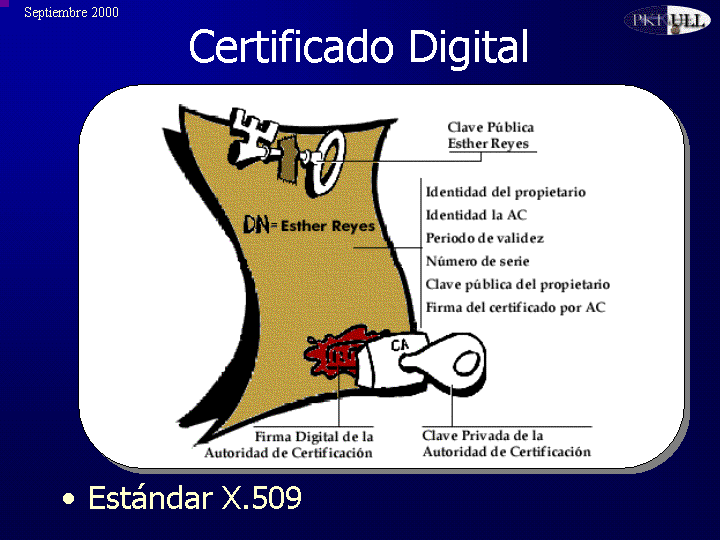 Septiembre 2000
PKI ULL
Certificado Digital
Clave Pública
Esther Reyes
DN= Esther Reyes
Identidad del propietario
Identidad la AC
Periodo de validez
Número de serie
Clave pública del propietario
Firma del certificado por AC
CA
Firma Digital de la
Autoridad de Certificación
Clave Privada de la
Autoridad de Certificación
• Estándar X.509